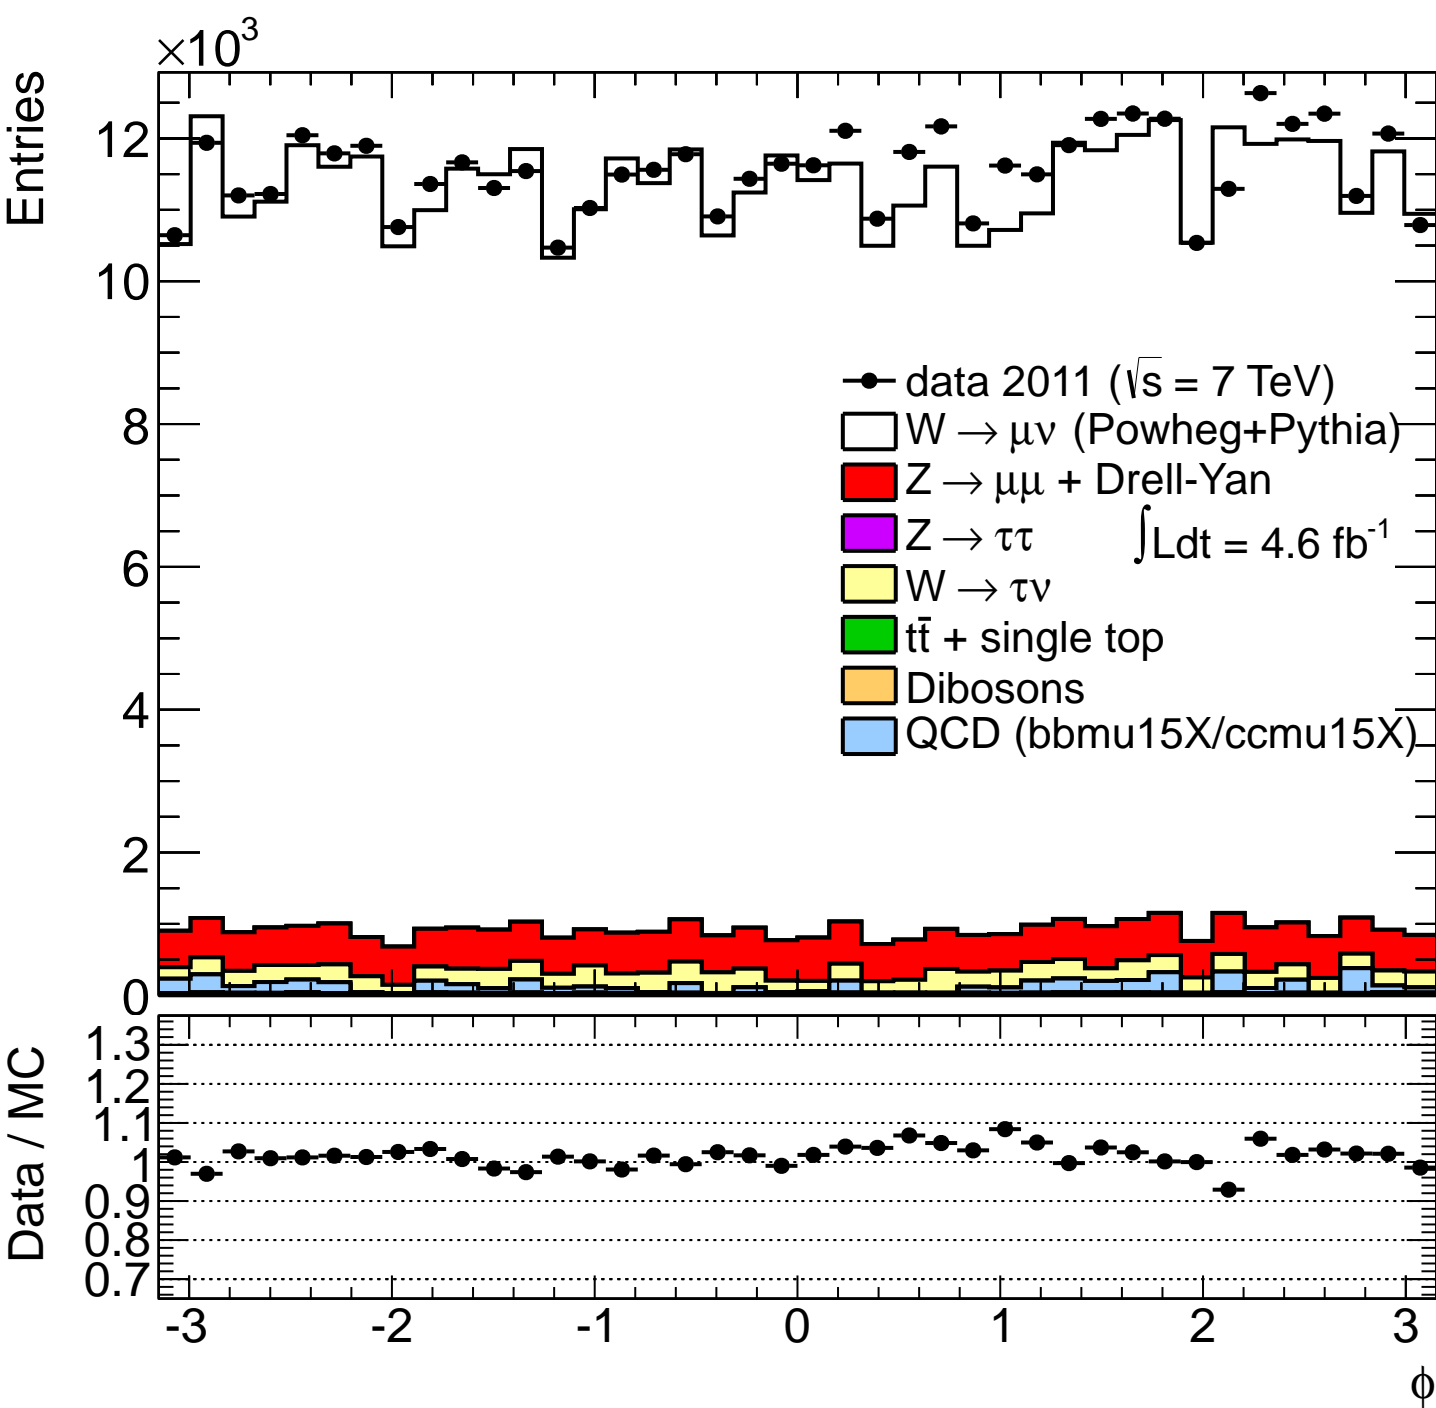 ×10³
Entries
12
10
8
6
4
2
0
data 2011 (√s = 7 TeV)
W → μν (Powheg+Pythia)
Z → μμ + Drell-Yan
Z → ττ
∫Ldt = 4.6 fb⁻¹
W → τν
tt̄ + single top
Dibosons
QCD (bbmu15X/ccmu15X)
Data / MC
1.3
1.2
1.1
1
0.9
0.8
0.7
-3 -2 -1 0 1 2 3
ϕ